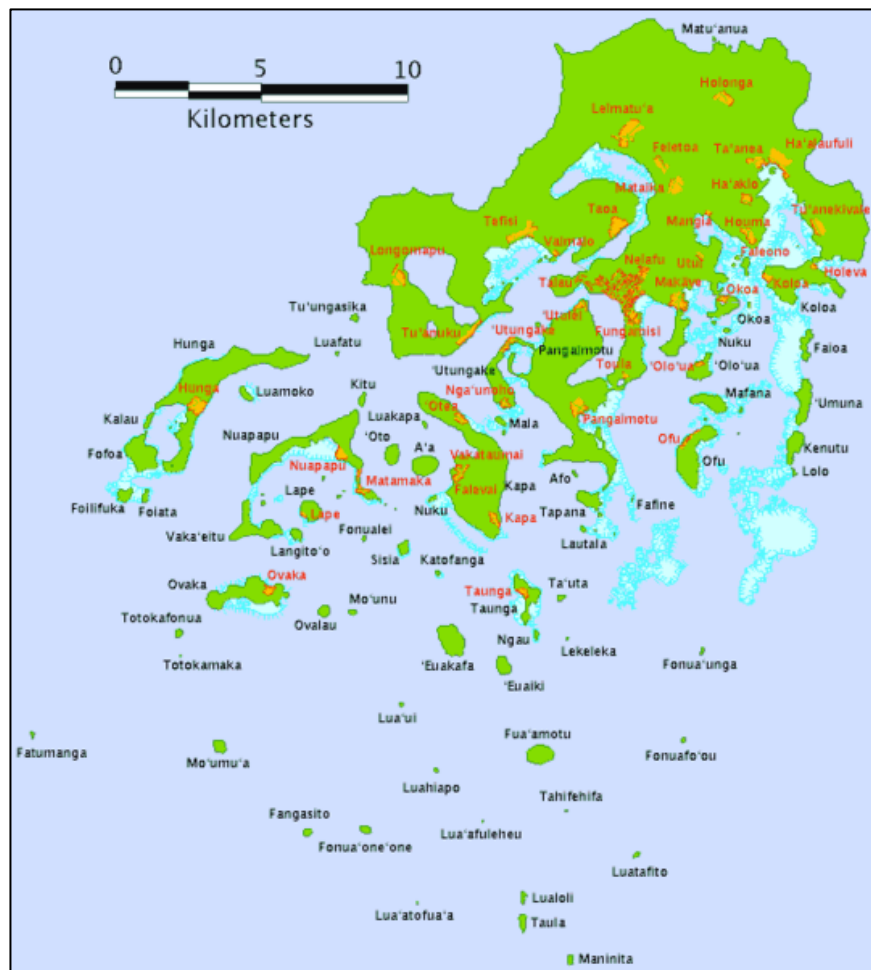 Matuʻanua
0 5 10
Kilometers
Holonga
Leimatuʻa
Feletoa
Taʻanea
Haʻalaufuli
Mataika
Haʻakio
Taoa
Tefisi
Mangia
Houma
Tuʻanekivale
Longomapu
Vaimalo
Neiafu
Utui
Faleono
Holeva
Talau
Makave
Okoa
Koloa
Tuʻungasika
ʻUtulei
Koloa
Tuʻanuku
ʻUtungake
Fungamisi
Okoa
Hunga
Luafatu
Pangaimotu
Nuku
Faioa
ʻUtungake
Toula
ʻOloʻua
ʻOloʻua
Hunga
Luamoko
Kitu
Ngaʻunoho
Mafana
ʻUmuna
Kalau
Nuapapu
Luakapa
ʻOtea
Mala
Pangaimotu
Fofoa
ʻOto
Aʻa
Vakataumai
Ofu
Kenutu
Nuapapu
Matamaka
Falevai
Kapa
Afo
Ofu
Lolo
Foilifuka
Foiata
Lape
Lape
Nuku
Kapa
Tapana
Fafine
Vakaʻeitu
Langitoʻo
Fonualei
Sisia
Katofanga
Lautala
Ovaka
Ovaka
Moʻunu
Taunga
Taunga
Taʻuta
Totokafonua
Ovalau
Ngau
Totokamaka
ʻEuakafa
ʻEuaiki
Lekeleka
Fonuaʻunga
Luaʻui
Fatumanga
Moʻumuʻa
Fuaʻamotu
Fonuafoʻou
Luahiapo
Tahifehifa
Fangasito
Fonuaʻoneʻone
Luaʻafuleheu
Luatafito
Luaʻatofuaʻa
Lualoli
Taula
Maninita